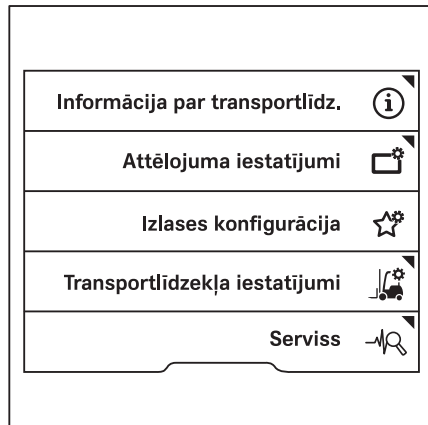 Informācija par transportlīdz.
Attēlojuma iestatījumi
Izlases konfigurācija
Transportlīdzekļa iestatījumi
Serviss